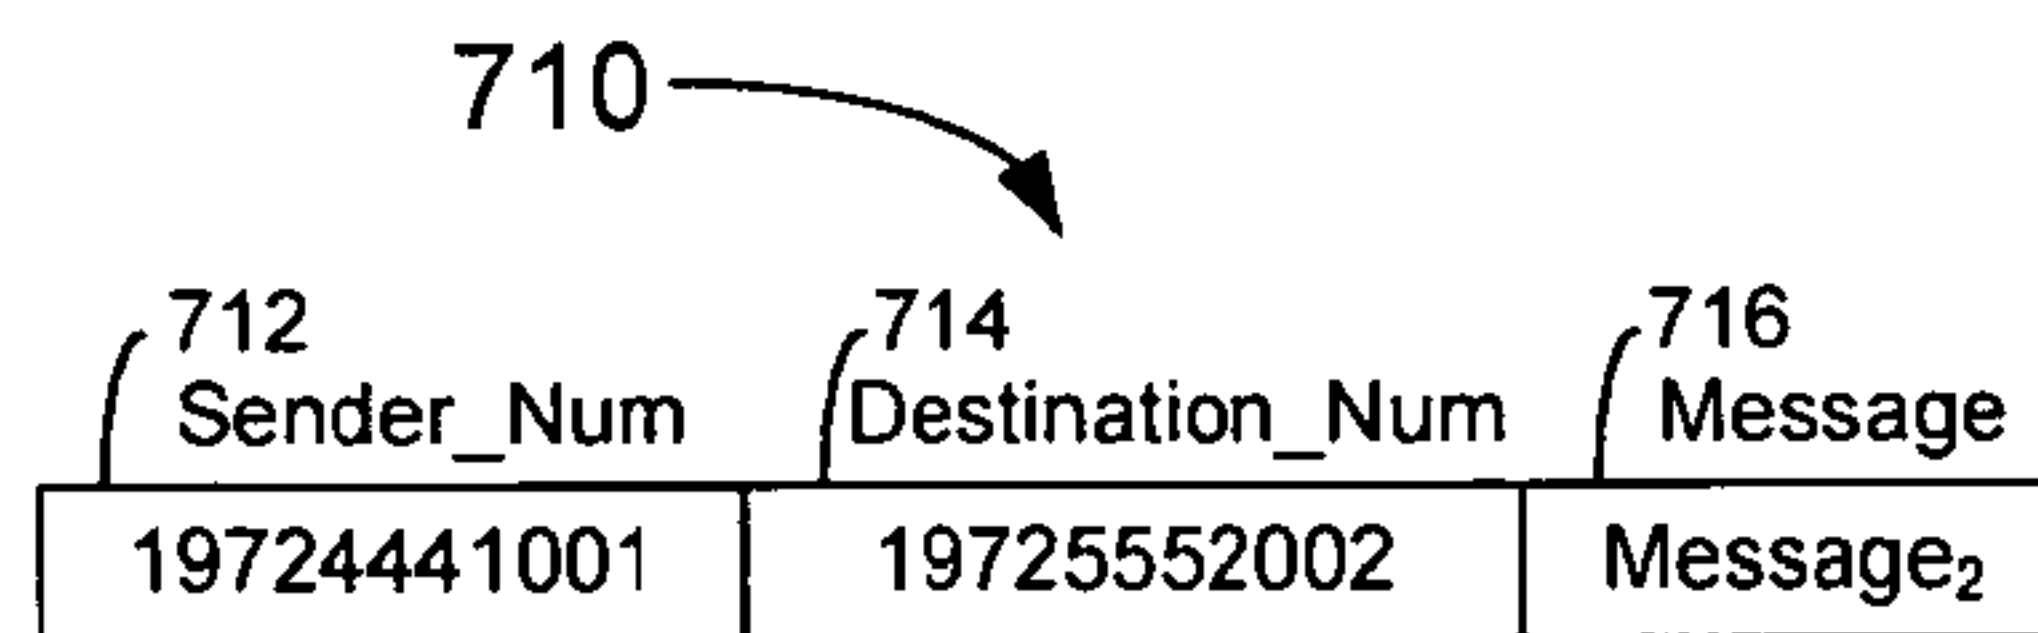 710
712 714 716
Sender_Num Destination_Num Message
19724441001 19725552002 Message₂